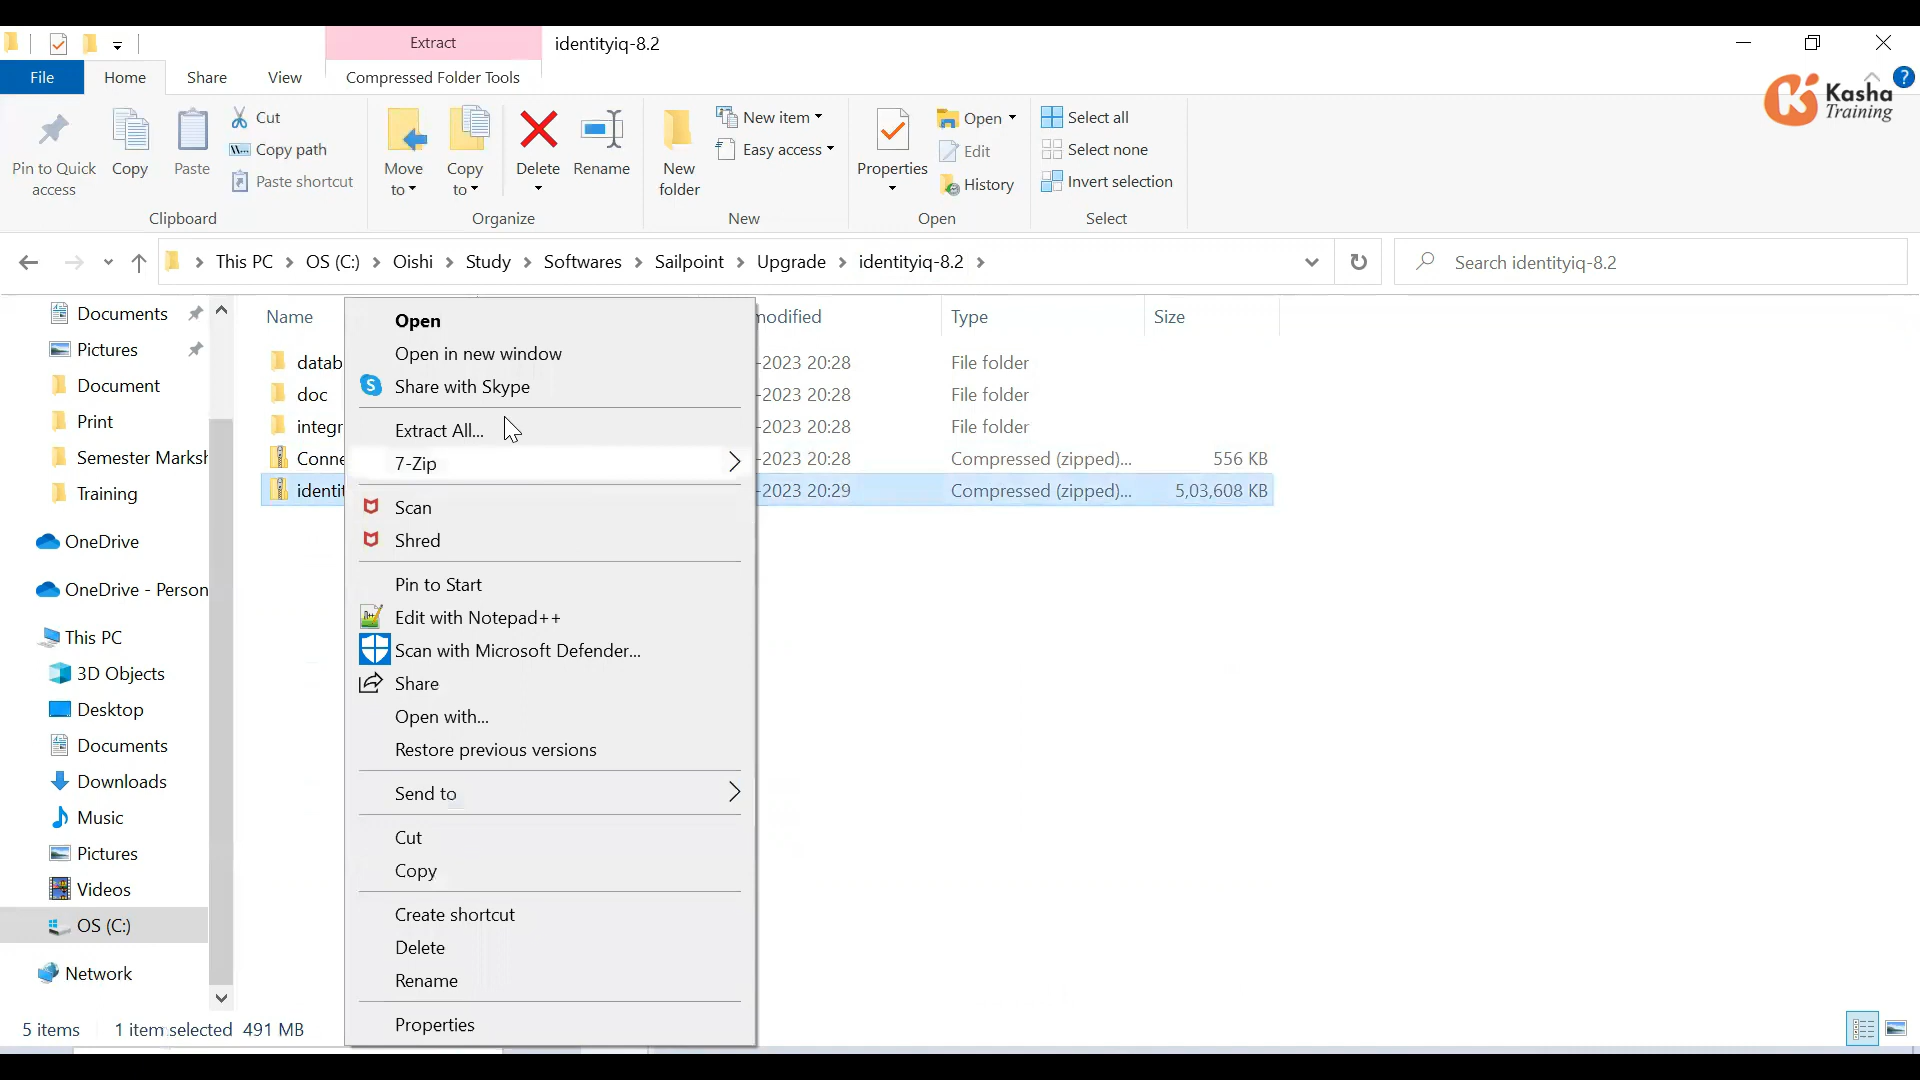 Extract
identityiq-8.2
File
Home
Share
View
Compressed Folder Tools
Kasha
Training
Pin to Quick access
Copy
Paste
Cut
Copy path
Paste shortcut
Clipboard
Move to
Copy to
Delete
Rename
Organize
New folder
New item
Easy access
New
Properties
Open
Edit
History
Open
Select all
Select none
Invert selection
Select
This PC
OS (C:)
Oishi
Study
Softwares
Sailpoint
Upgrade
identityiq-8.2
Search identityiq-8.2
Documents
Pictures
Document
Print
Semester Marksh
Training
OneDrive
OneDrive - Person
This PC
3D Objects
Desktop
Documents
Downloads
Music
Pictures
Videos
OS (C:)
Network
Name
modified
Type
Size
datab
-2023 20:28
File folder
doc
-2023 20:28
File folder
integr
-2023 20:28
File folder
Conne
-2023 20:28
Compressed (zipped)...
556 KB
identit
-2023 20:29
Compressed (zipped)...
5,03,608 KB
Open
Open in new window
Share with Skype
Extract All...
7-Zip
Scan
Shred
Pin to Start
Edit with Notepad++
Scan with Microsoft Defender...
Share
Open with...
Restore previous versions
Send to
Cut
Copy
Create shortcut
Delete
Rename
Properties
5 items
1 item selected 491 MB